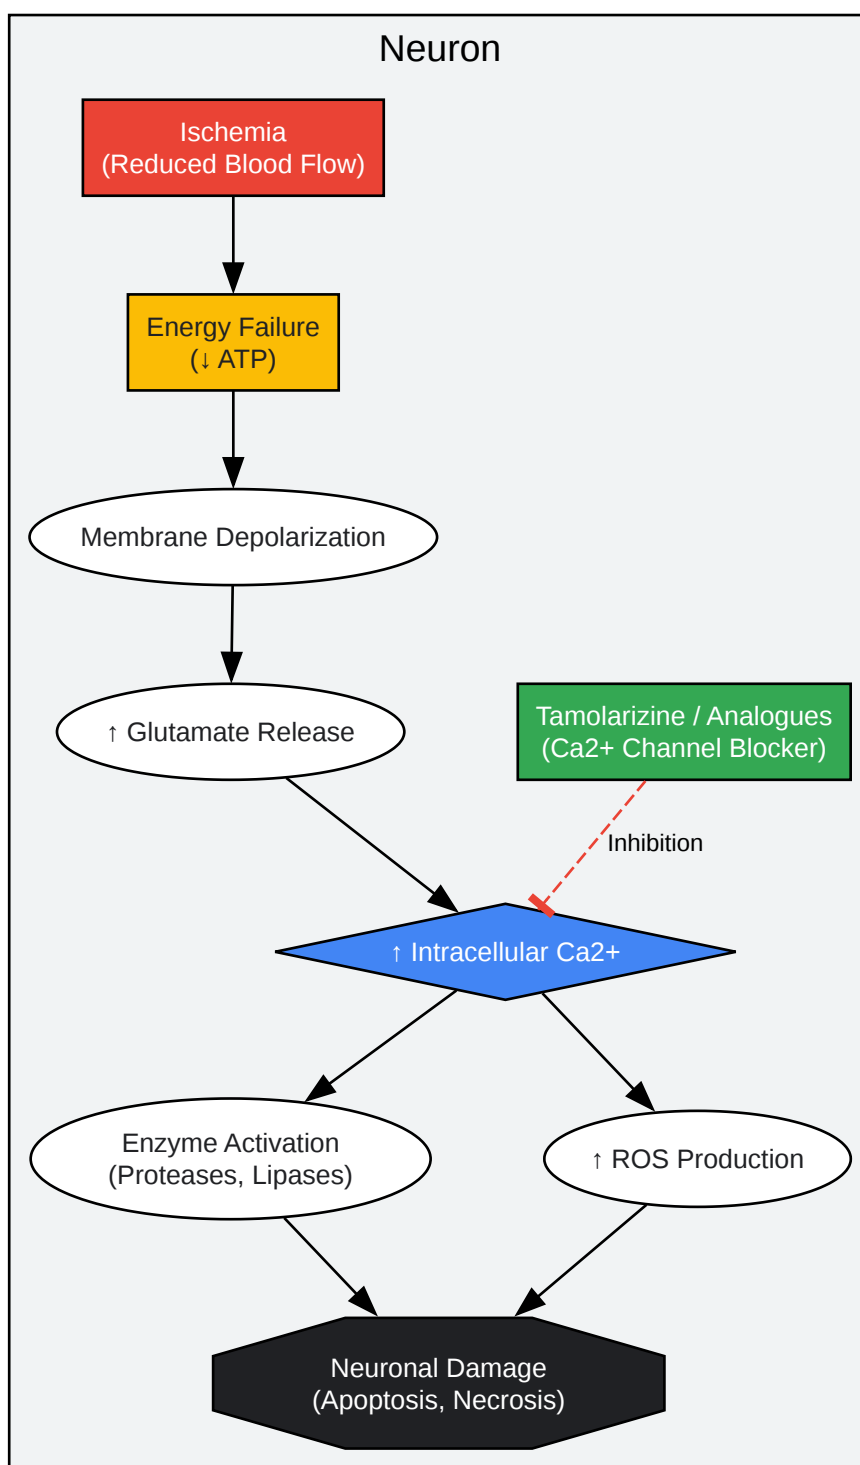 Neuron
Ischemia
(Reduced Blood Flow)
Energy Failure
(↓ ATP)
Membrane Depolarization
↑ Glutamate Release
Tamolarizine / Analogues
(Ca2+ Channel Blocker)
Inhibition
↑ Intracellular Ca2+
Enzyme Activation
(Proteases, Lipases)
↑ ROS Production
Neuronal Damage
(Apoptosis, Necrosis)